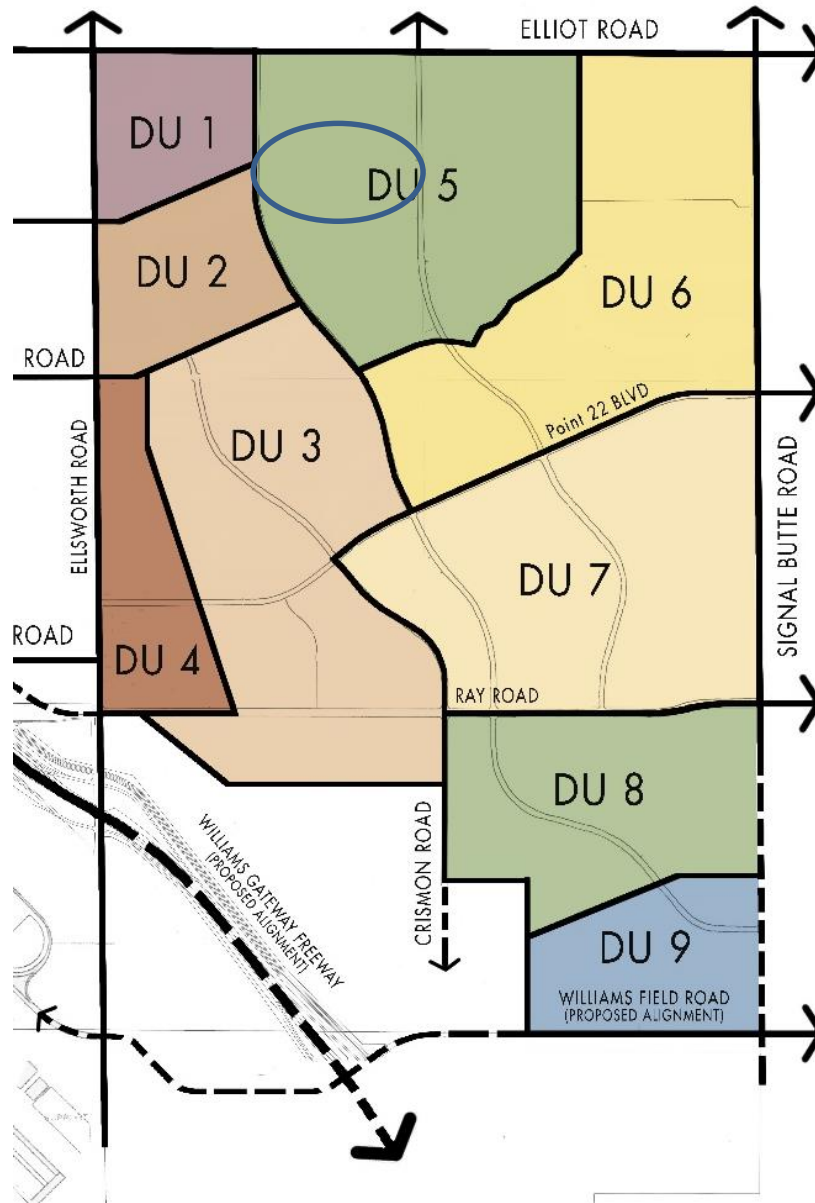 ELLIOT ROAD
DU 1
DU 5
DU 2
DU 6
ROAD
Point 22 BLVD
DU 3
ELLSWORTH ROAD
SIGNAL BUTTE ROAD
DU 7
ROAD
DU 4
RAY ROAD
DU 8
WILLIAMS GATEWAY FREEWAY
(PROPOSED ALIGNMENT)
CRISMON ROAD
DU 9
WILLIAMS FIELD ROAD
(PROPOSED ALIGNMENT)